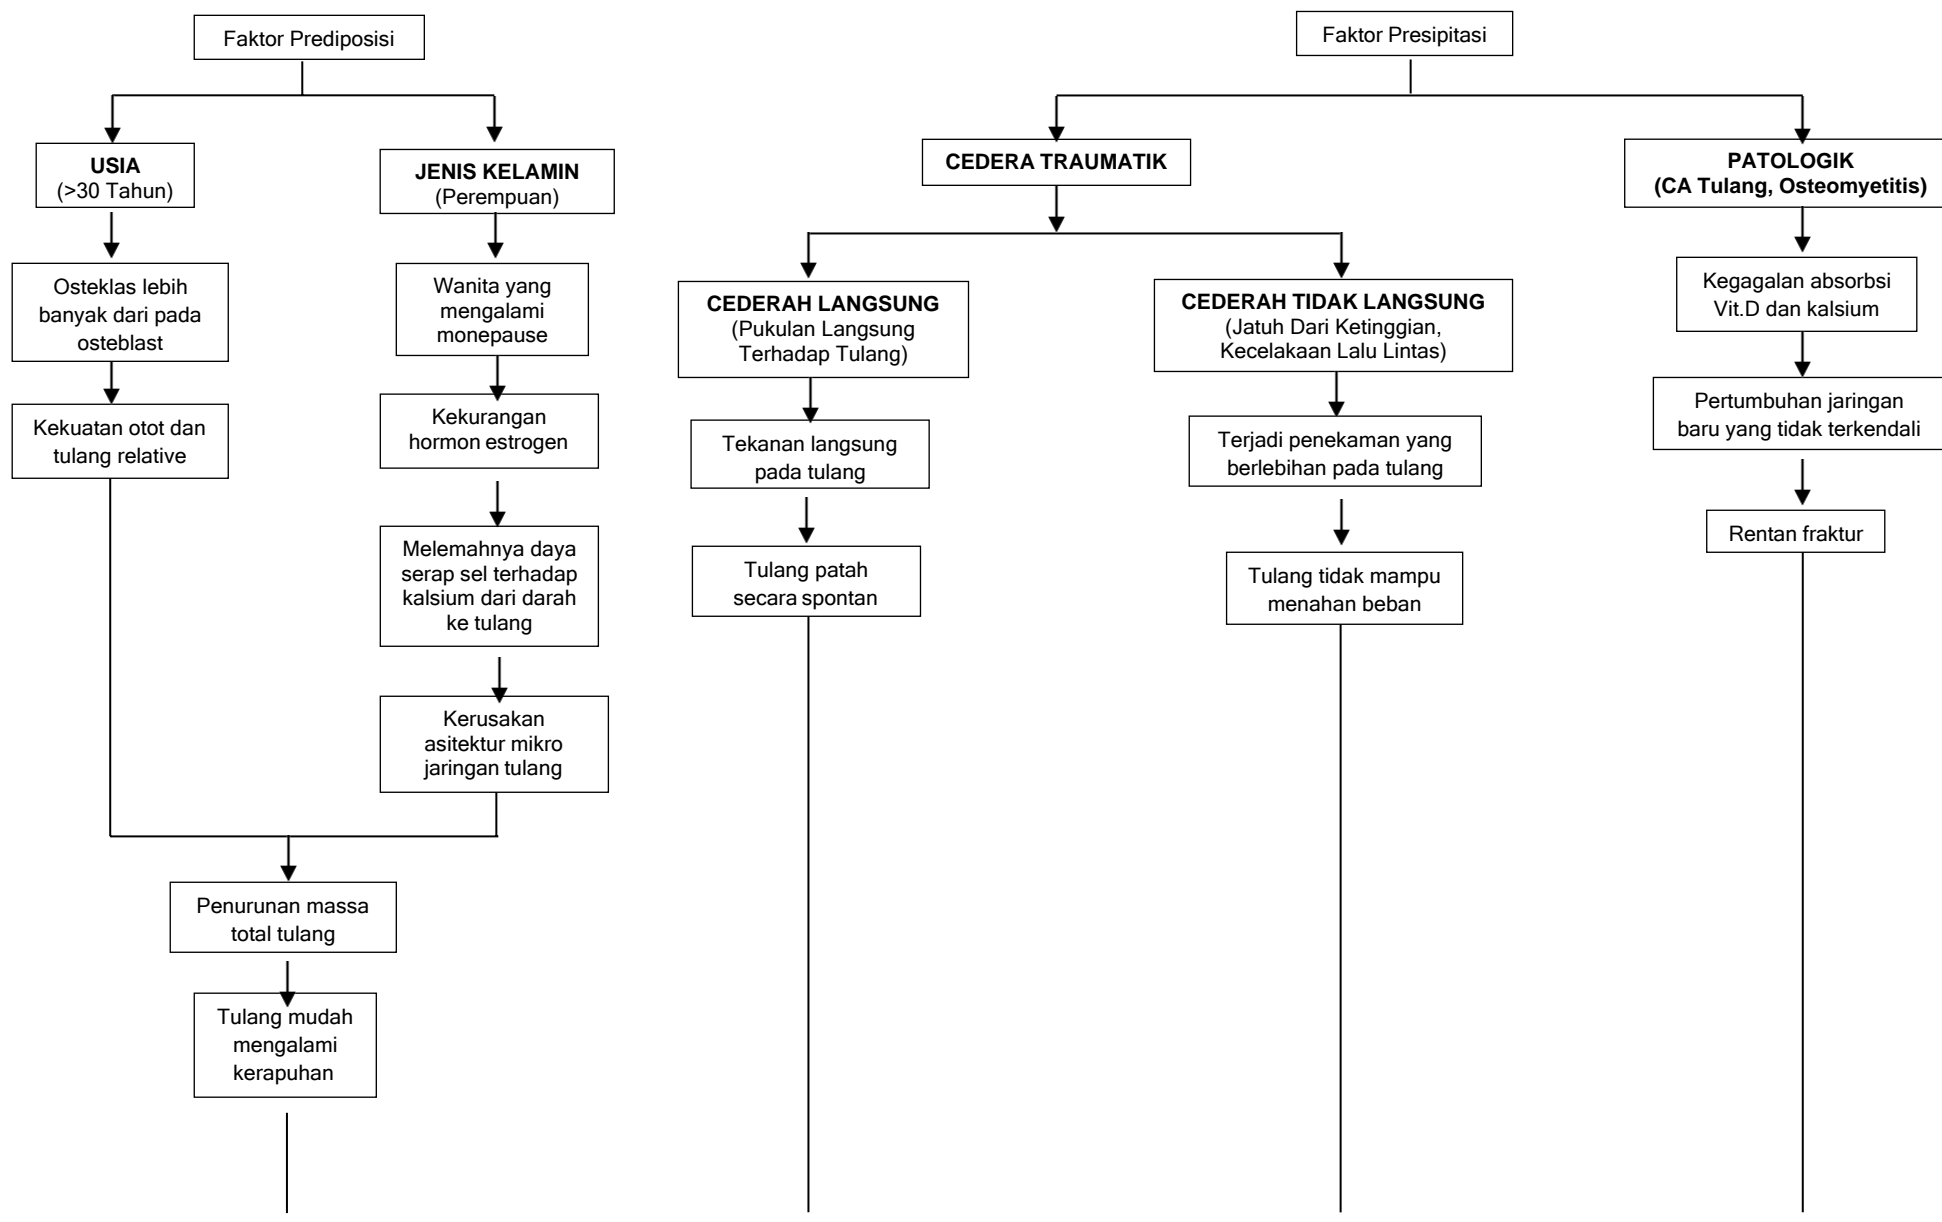 Faktor Prediposisi
Faktor Presipitasi
USIA
(>30 Tahun)
JENIS KELAMIN
(Perempuan)
CEDERA TRAUMATIK
PATOLOGIK
(CA Tulang, Osteomyetitis)
Osteklas lebih
banyak dari pada
osteblast
Wanita yang
mengalami
monepause
CEDERAH LANGSUNG
(Pukulan Langsung
Terhadap Tulang)
CEDERAH TIDAK LANGSUNG
(Jatuh Dari Ketinggian,
Kecelakaan Lalu Lintas)
Kegagalan absorbsi
Vit.D dan kalsium
Kekuatan otot dan
tulang relative
Kekurangan
hormon estrogen
Tekanan langsung
pada tulang
Terjadi penekaman yang
berlebihan pada tulang
Pertumbuhan jaringan
baru yang tidak terkendali
Melemahnya daya
serap sel terhadap
kalsium dari darah
ke tulang
Tulang patah
secara spontan
Tulang tidak mampu
menahan beban
Rentan fraktur
Kerusakan
asitektur mikro
jaringan tulang
Penurunan massa
total tulang
Tulang mudah
mengalami
kerapuhan